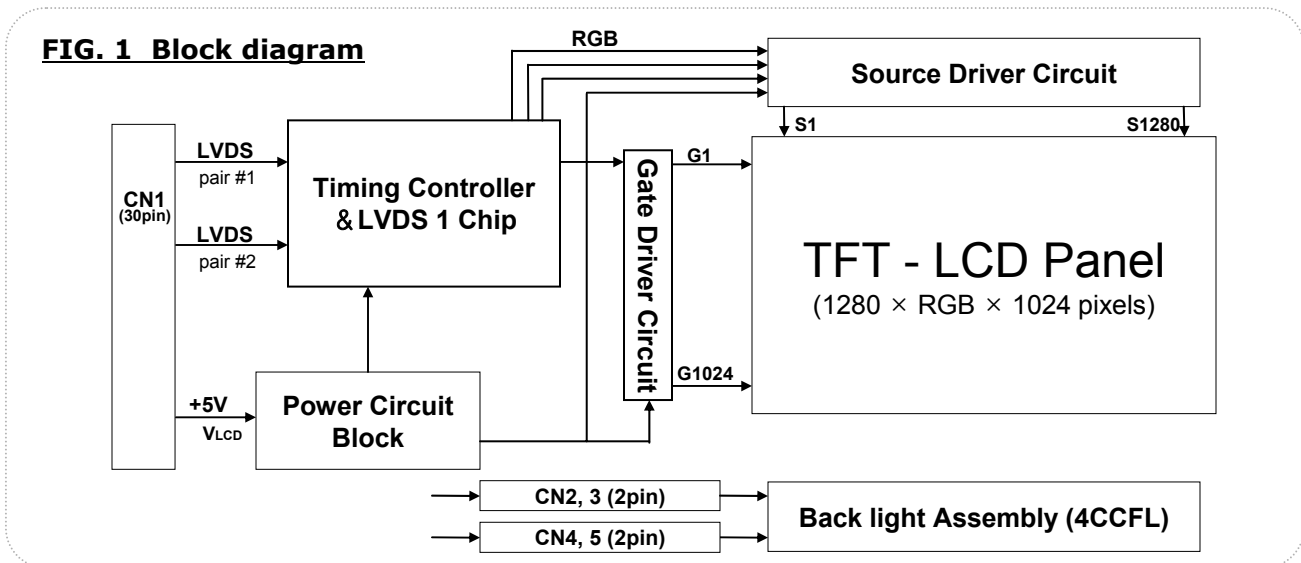 FIG. 1 Block diagram
RGB
Source Driver Circuit
S1
S1280
CN1
(30pin)
LVDS
pair #1
LVDS
pair #2
Timing Controller
＆LVDS 1 Chip
Gate Driver Circuit
G1
G1024
TFT - LCD Panel
(1280 × RGB × 1024 pixels)
+5V
VLCD
Power Circuit
Block
CN2, 3 (2pin)
CN4, 5 (2pin)
Back light Assembly (4CCFL)